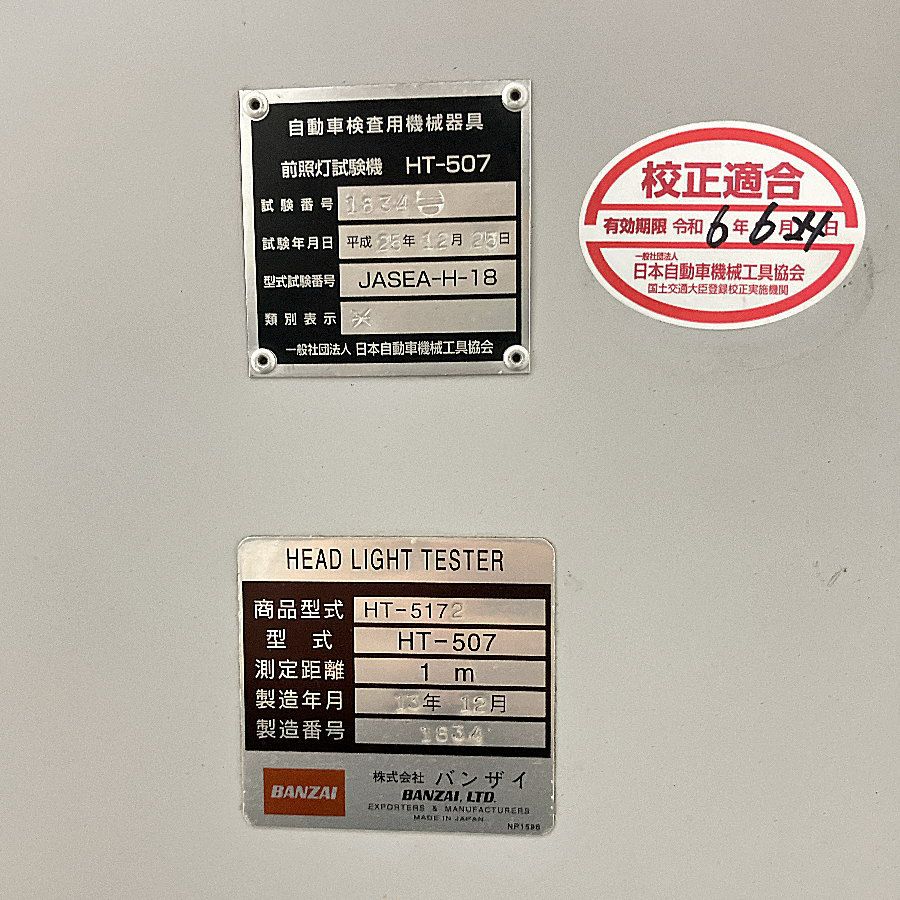 自動車検査用機械器具
前照灯試験機 HT-507
試験番号 1834
試験年月日 平成25年12月25日
型式試験番号 JASEA-H-18
類別表示
一般社団法人 日本自動車機械工具協会
校正適合
有効期限 令和6年6月24日
一般社団法人
日本自動車機械工具協会
国土交通大臣登録校正実施機関
HEAD LIGHT TESTER
商品型式 HT-5172
型式 HT-507
測定距離 1 m
製造年月 13年 12月
製造番号 1834
BANZAI
株式会社 バンザイ
BANZAI, LTD.
EXPORTERS & MANUFACTURERS
MADE IN JAPAN
NP1596